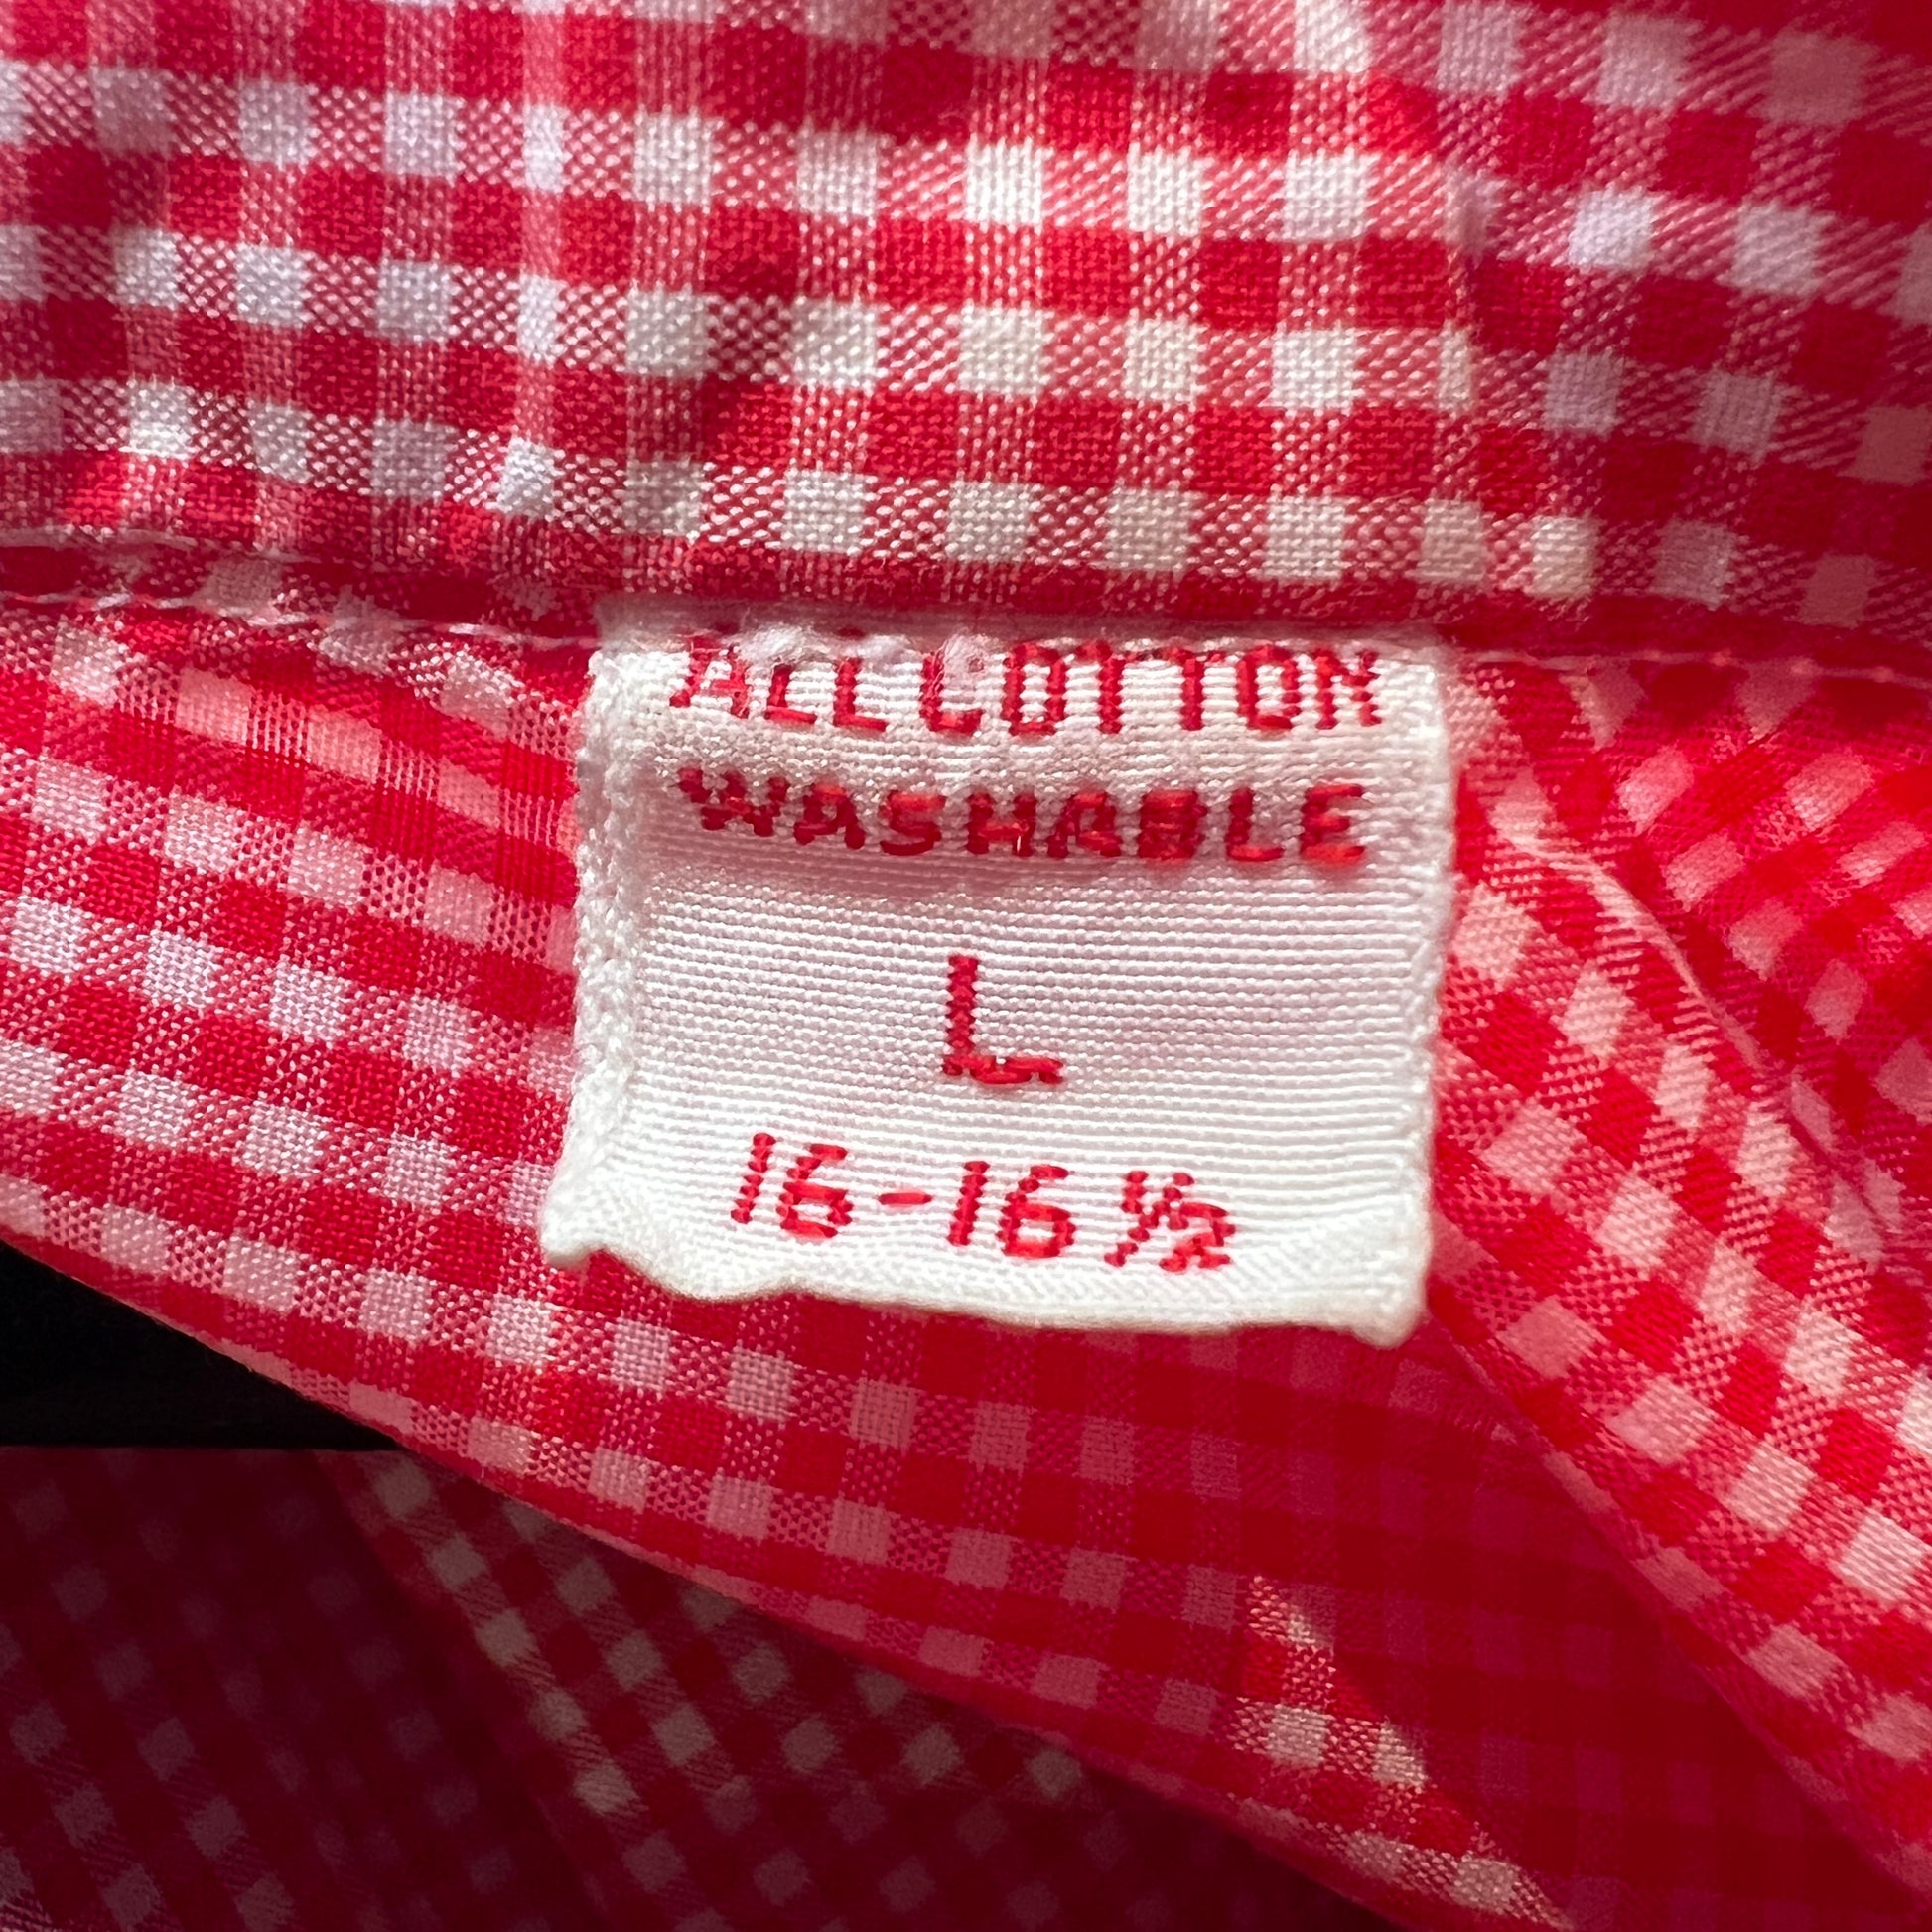 ALL COTTON
WASHABLE
L
16-16½